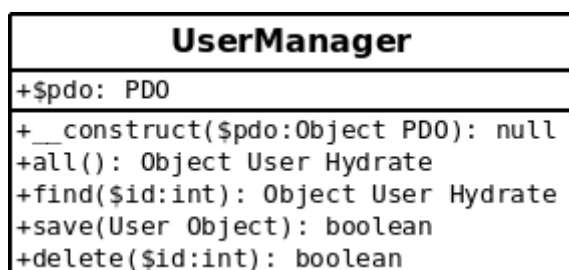 UserManager
+$pdo: PDO
+__construct($pdo:Object PDO): null
+all(): Object User Hydrate
+find($id:int): Object User Hydrate
+save(User Object): boolean
+delete($id:int): boolean